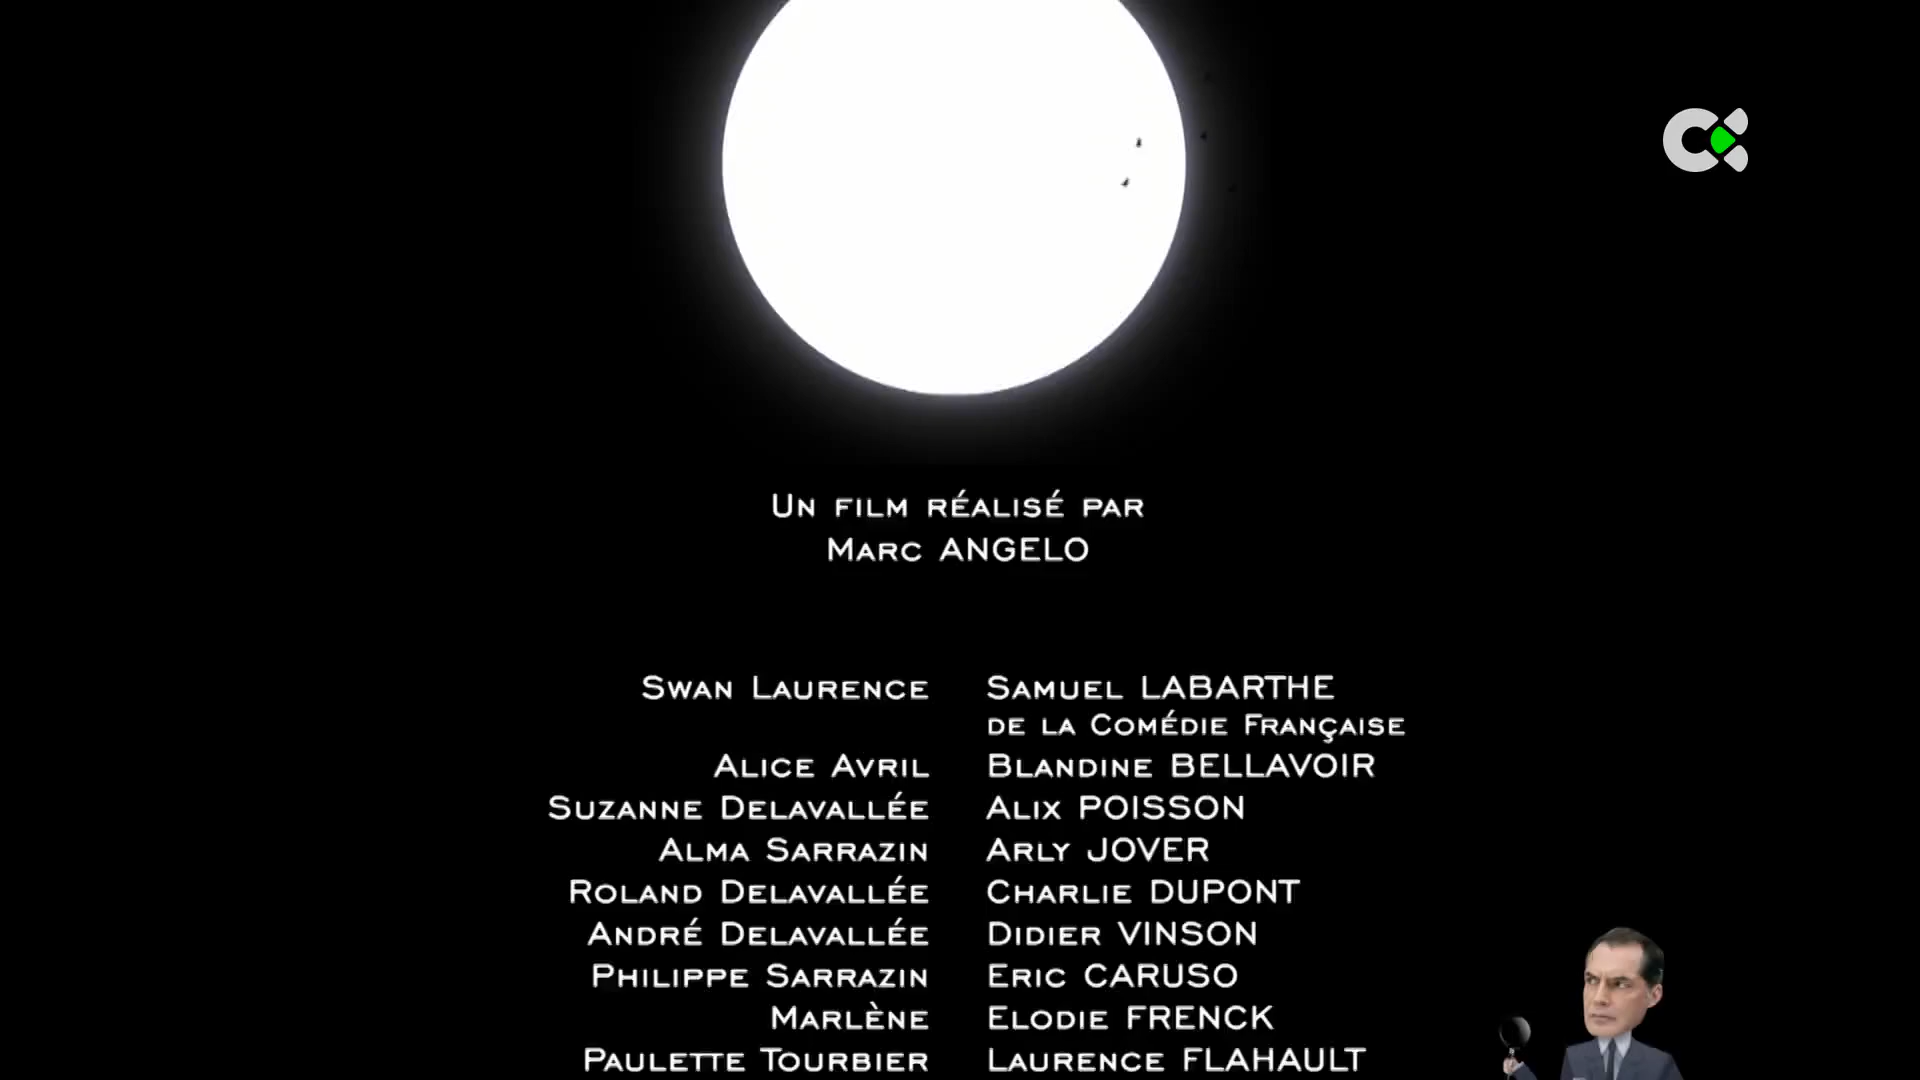 Un film réalisé par
Marc ANGELO
Swan Laurence Samuel LABARTHE
de la Comédie Française
Alice Avril Blandine BELLAVOIR
Suzanne Delavallée Alix POISSON
Alma Sarrazin Arly JOVER
Roland Delavallée Charlie DUPONT
André Delavallée Didier VINSON
Philippe Sarrazin Eric CARUSO
Marlène Elodie FRENCK
Paulette Tourbier Laurence FLAHAULT